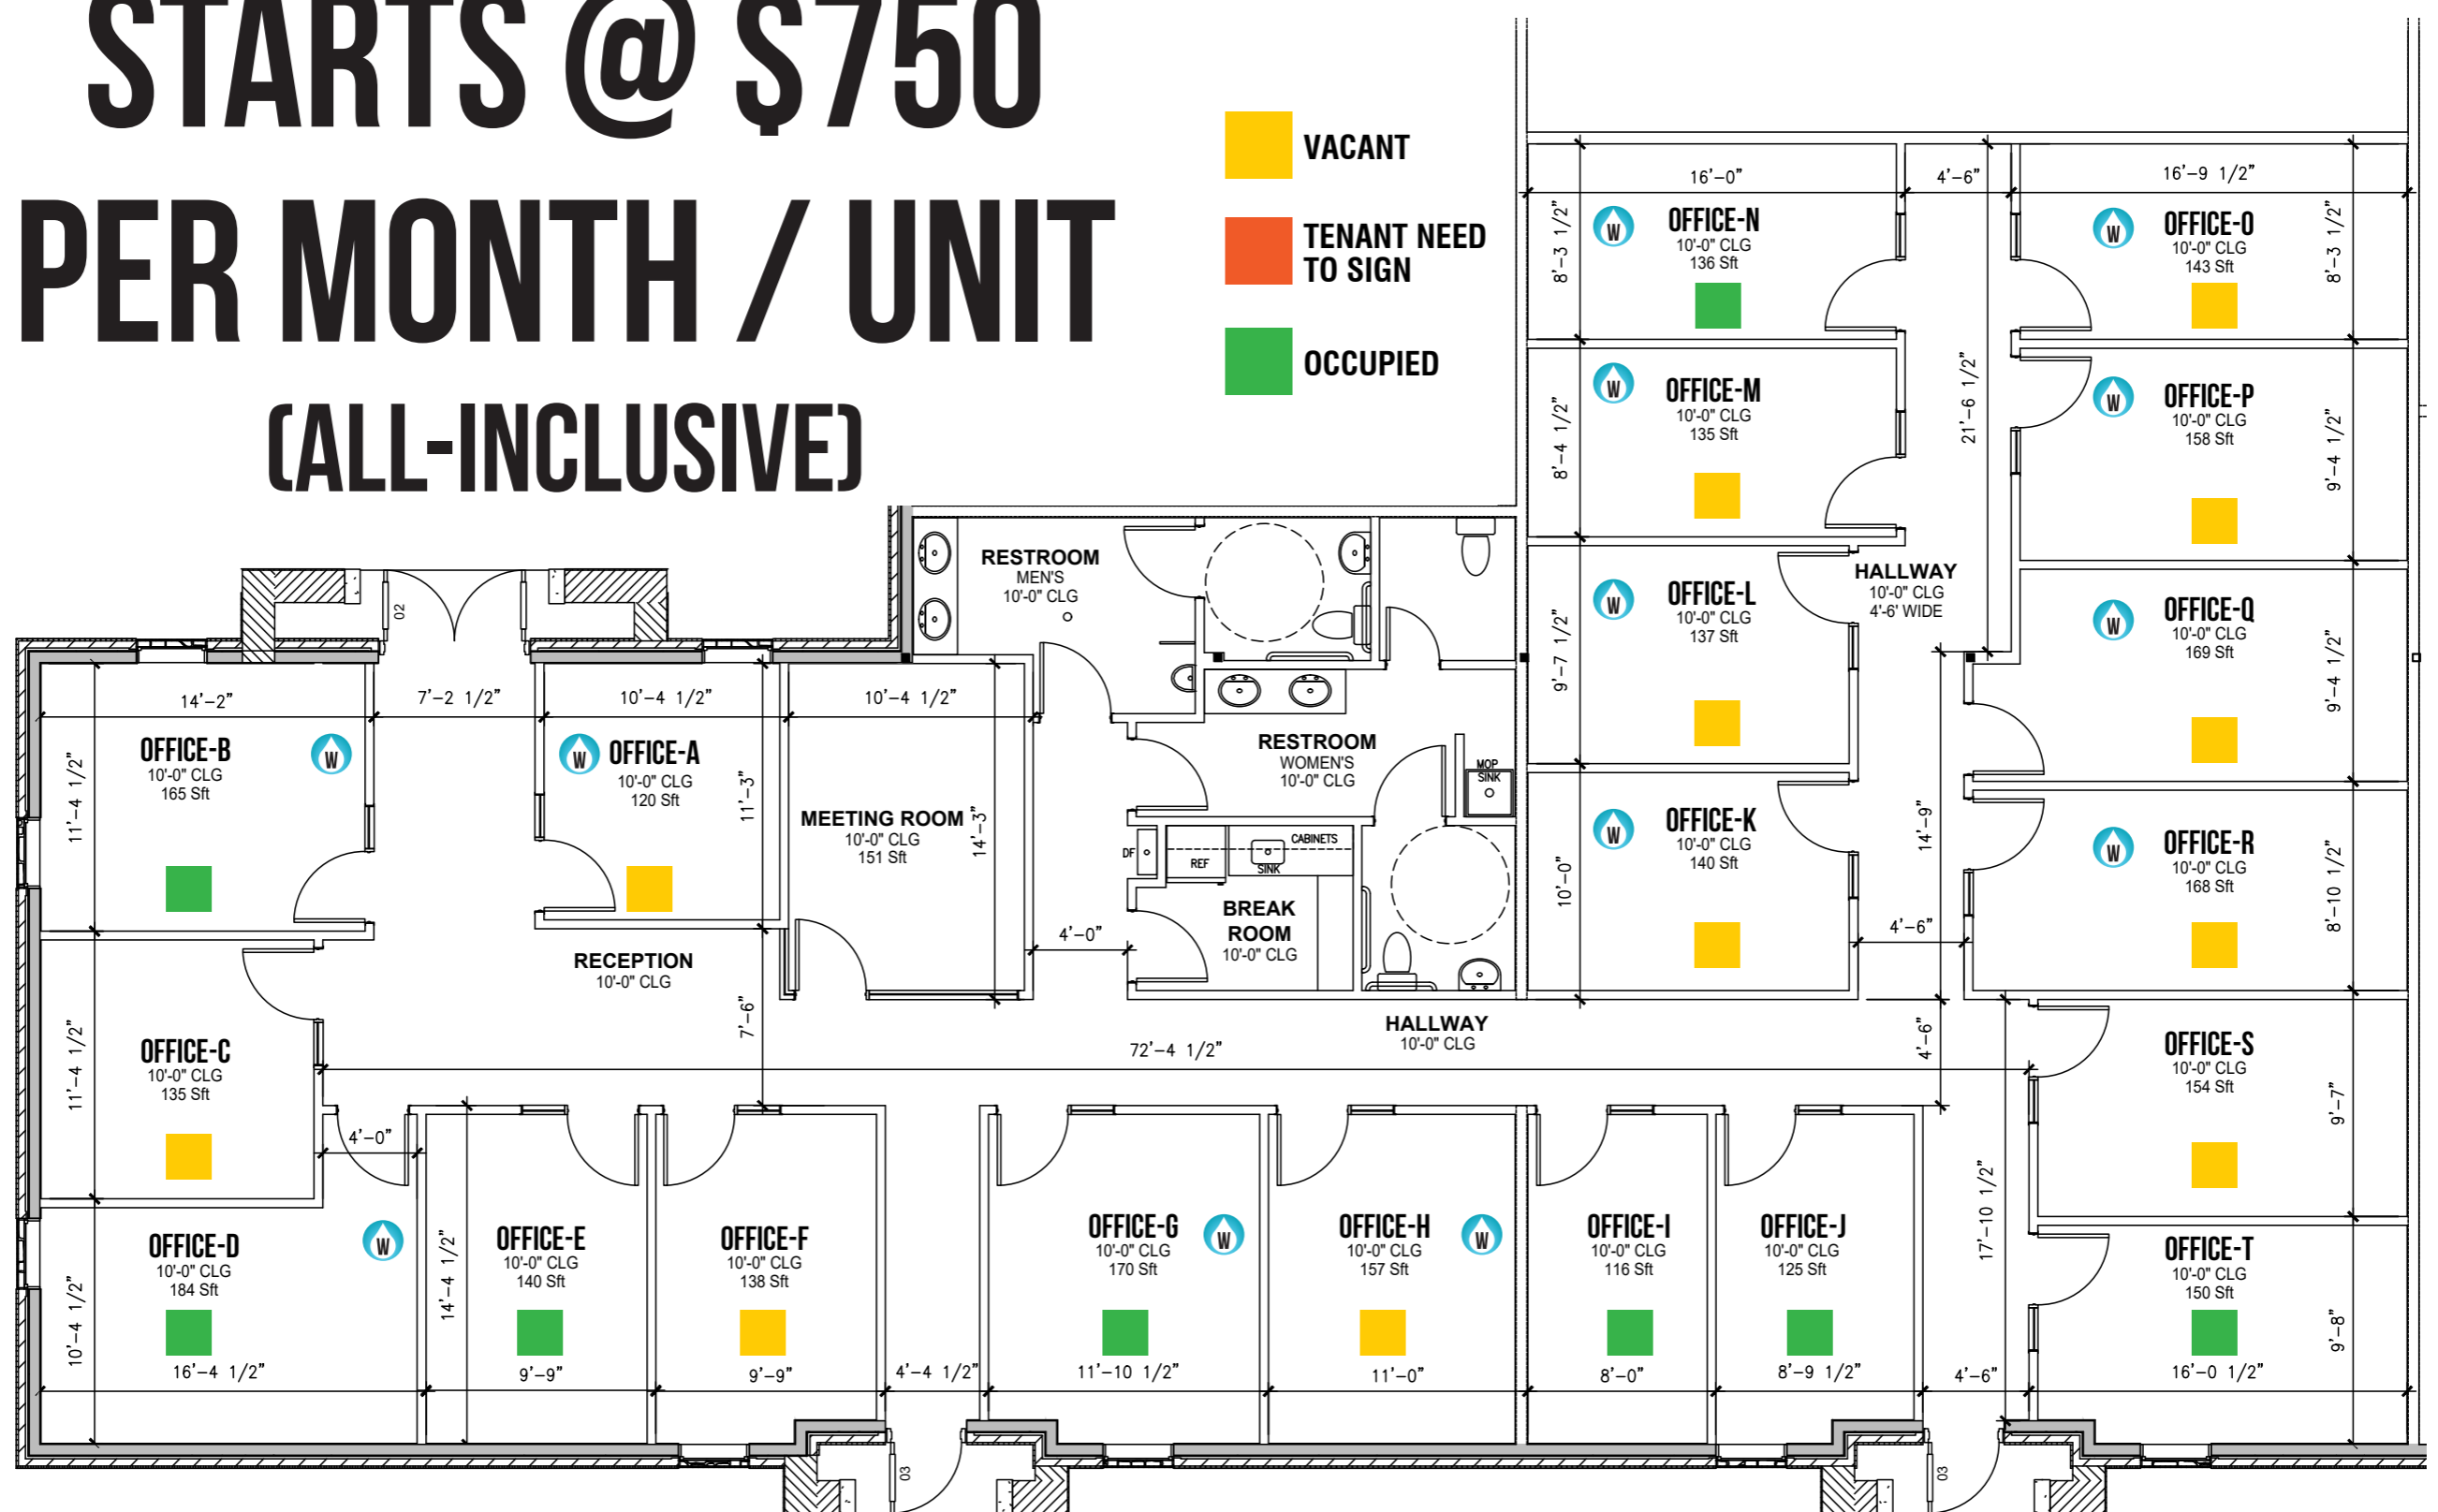 STARTS @ $750
PER MONTH / UNIT
(ALL-INCLUSIVE)
VACANT
TENANT NEED
TO SIGN
OCCUPIED
16'-0"
4'-6"
16'-9 1/2"
8'-3 1/2"
W
OFFICE-N
10'-0" CLG
136 Sft
W
OFFICE-O
10'-0" CLG
143 Sft
8'-3 1/2"
8'-4 1/2"
W
OFFICE-M
10'-0" CLG
135 Sft
21'-6 1/2"
W
OFFICE-P
10'-0" CLG
158 Sft
9'-4 1/2"
9'-7 1/2"
W
OFFICE-L
10'-0" CLG
137 Sft
HALLWAY
10'-0" CLG
4'-6' WIDE
W
OFFICE-Q
10'-0" CLG
169 Sft
9'-4 1/2"
10'-0"
W
OFFICE-K
10'-0" CLG
140 Sft
14'-9"
4'-6"
W
OFFICE-R
10'-0" CLG
168 Sft
8'-10 1/2"
02
RESTROOM
MEN'S
10'-0" CLG
14'-2"
7'-2 1/2"
10'-4 1/2"
10'-4 1/2"
11'-4 1/2"
OFFICE-B
10'-0" CLG
165 Sft
W
W
OFFICE-A
10'-0" CLG
120 Sft
11'-3"
MEETING ROOM
10'-0" CLG
151 Sft
14'-3"
RESTROOM
WOMEN'S
10'-0" CLG
MOP
SINK
DF
REF
SINK
CABINETS
BREAK
ROOM
10'-0" CLG
4'-0"
RECEPTION
10'-0" CLG
7'-6"
HALLWAY
10'-0" CLG
72'-4 1/2"
4'-6"
11'-4 1/2"
OFFICE-C
10'-0" CLG
135 Sft
4'-0"
OFFICE-S
10'-0" CLG
154 Sft
9'-7"
10'-4 1/2"
OFFICE-D
10'-0" CLG
184 Sft
W
16'-4 1/2"
14'-4 1/2"
OFFICE-E
10'-0" CLG
140 Sft
9'-9"
OFFICE-F
10'-0" CLG
138 Sft
9'-9"
4'-4 1/2"
OFFICE-G
10'-0" CLG
170 Sft
W
11'-10 1/2"
OFFICE-H
10'-0" CLG
157 Sft
W
11'-0"
OFFICE-I
10'-0" CLG
116 Sft
8'-0"
OFFICE-J
10'-0" CLG
125 Sft
8'-9 1/2"
17'-10 1/2"
4'-6"
OFFICE-T
10'-0" CLG
150 Sft
9'-8"
16'-0 1/2"
03
03